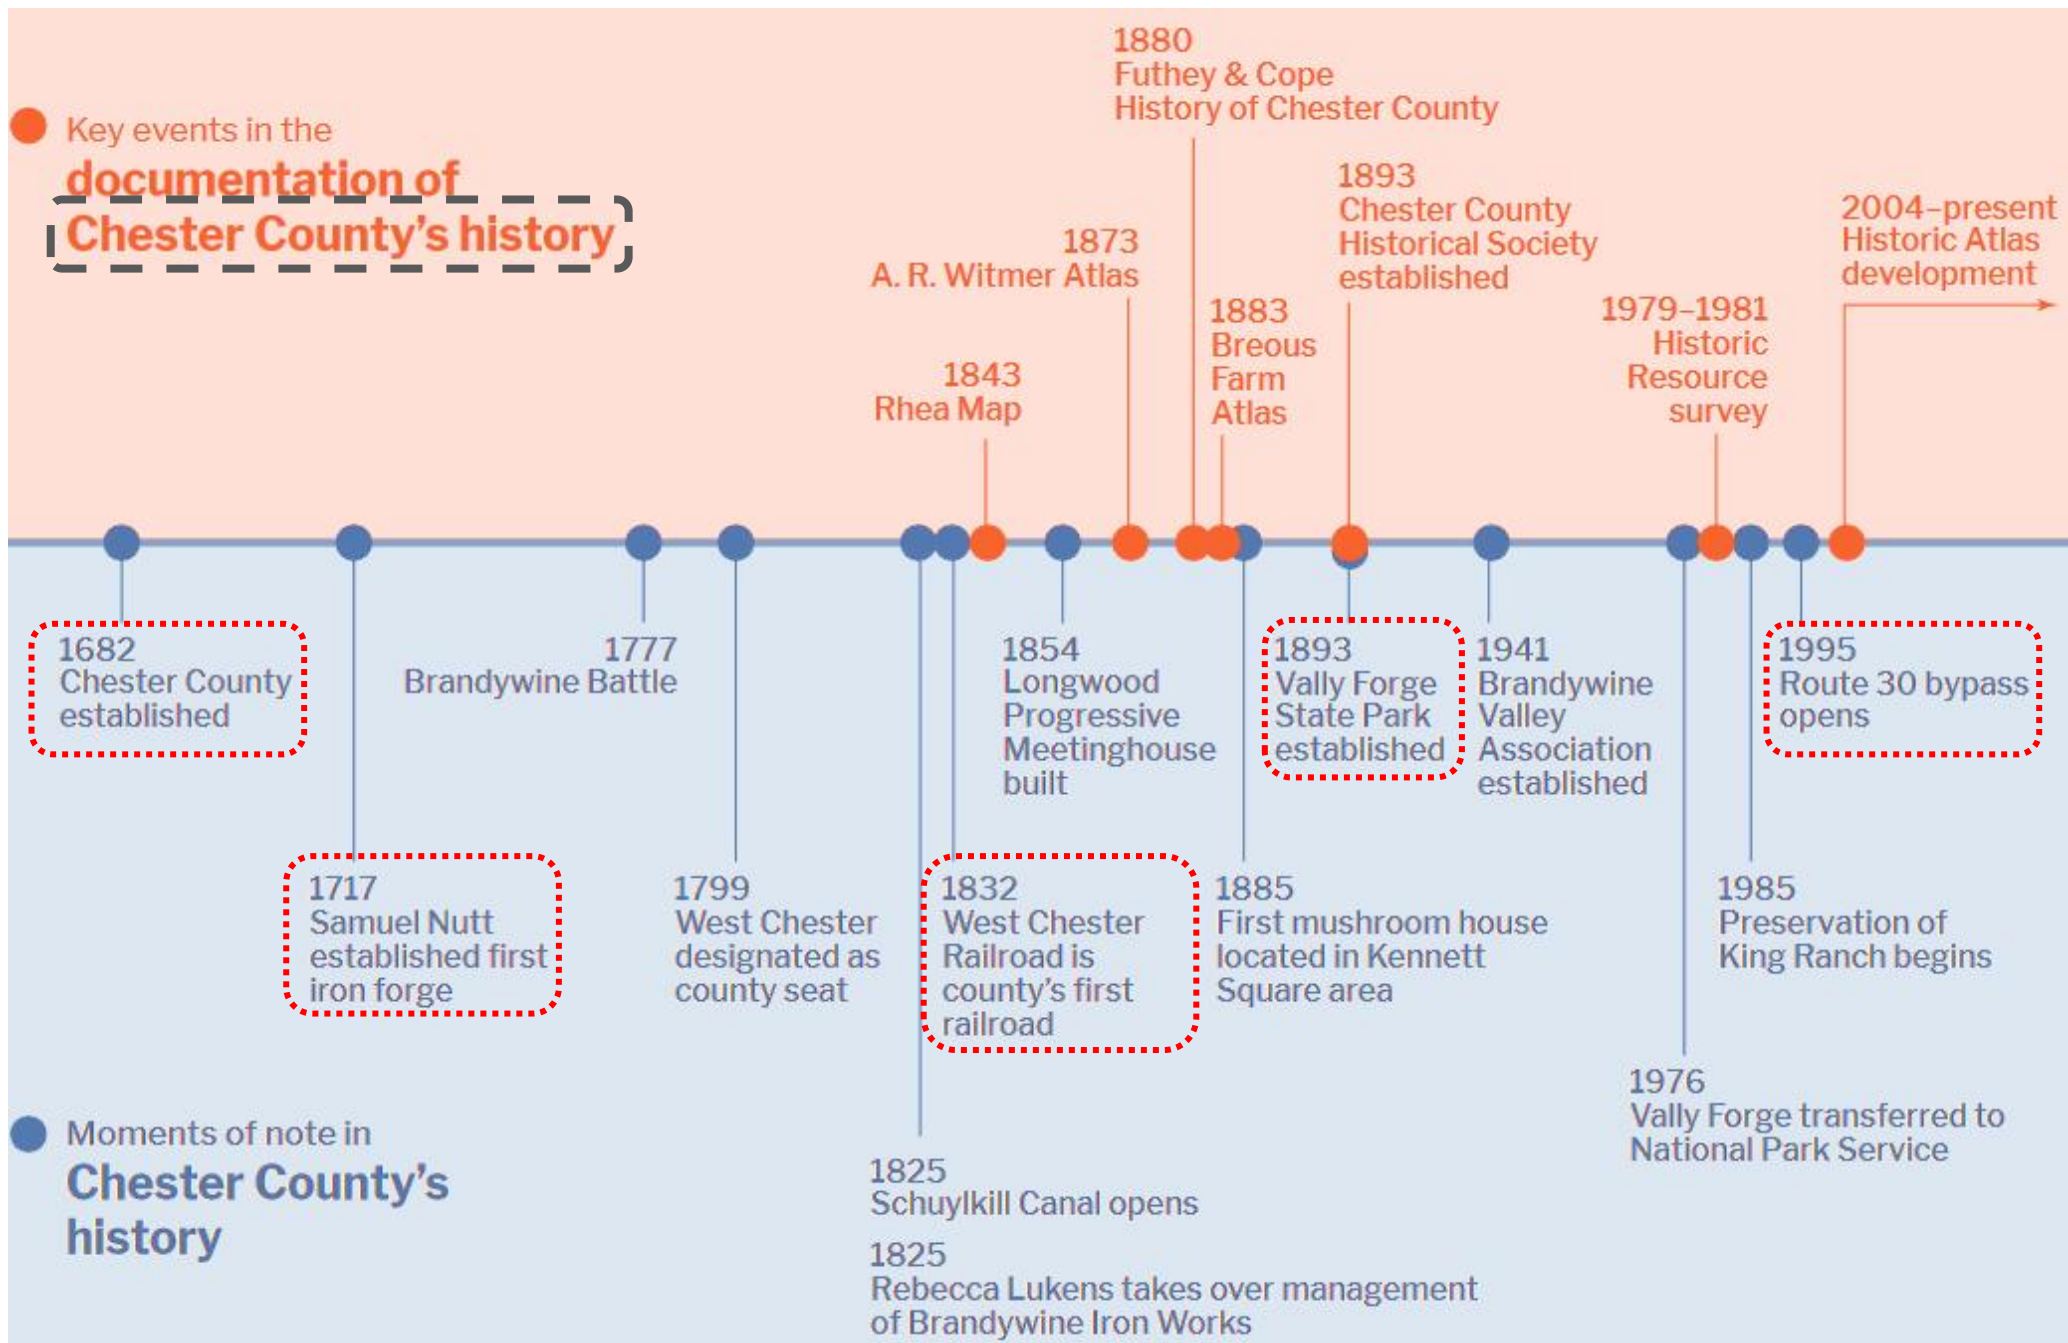 1880
Futhey & Cope
History of Chester County
Key events in the
documentation of
Chester County's history
1893
Chester County
Historical Society
established
2004–present
Historic Atlas
development
1873
A. R. Witmer Atlas
1883
Breous
Farm
Atlas
1979–1981
Historic
Resource
survey
1843
Rhea Map
1682
Chester County
established
1777
Brandywine Battle
1854
Longwood
Progressive
Meetinghouse
built
1893
Vally Forge
State Park
established
1941
Brandywine
Valley
Association
established
1995
Route 30 bypass
opens
1717
Samuel Nutt
established first
iron forge
1799
West Chester
designated as
county seat
1832
West Chester
Railroad is
county's first
railroad
1885
First mushroom house
located in Kennett
Square area
1985
Preservation of
King Ranch begins
1976
Vally Forge transferred to
National Park Service
Moments of note in
Chester County's
history
1825
Schuylkill Canal opens
1825
Rebecca Lukens takes over management
of Brandywine Iron Works